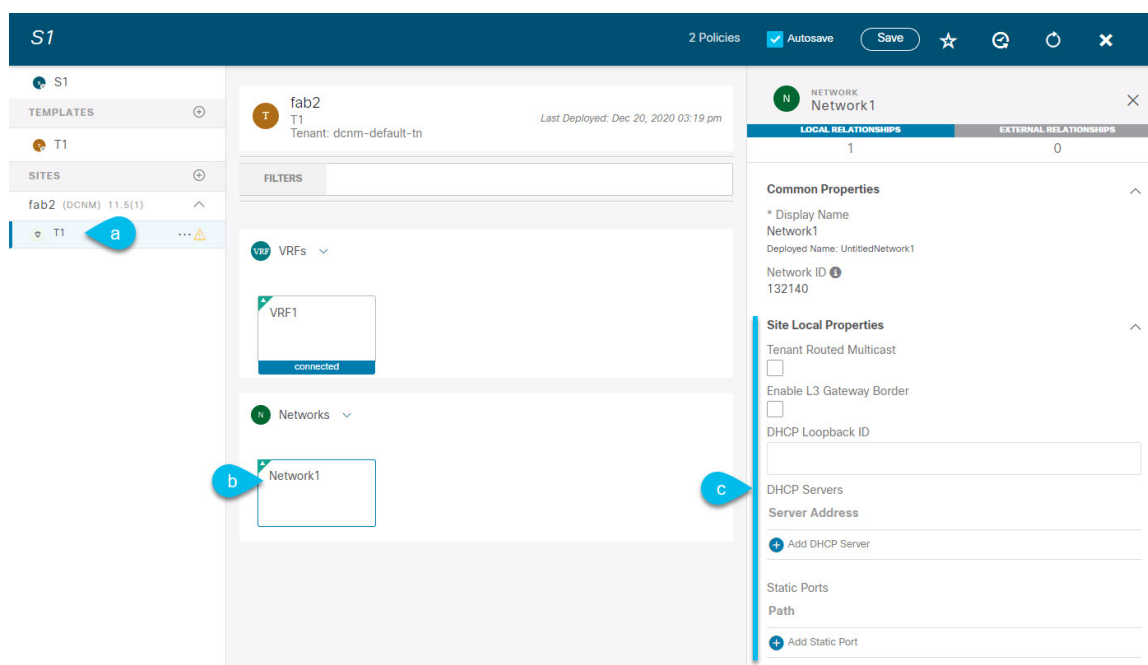 S1
2 Policies
Autosave
Save
S1
TEMPLATES
T1
SITES
fab2 (DCNM) 11.5(1)
T1
a
T
fab2
T1
Tenant: dcnm-default-tn
Last Deployed: Dec 20, 2020 03:19 pm
FILTERS
VRF
VRFs
VRF1
connected
N
Networks
b
Network1
N
NETWORK
Network1
LOCAL RELATIONSHIPS
EXTERNAL RELATIONSHIPS
1
0
Common Properties
* Display Name
Network1
Deployed Name: UntitledNetwork1
Network ID
132140
Site Local Properties
Tenant Routed Multicast
Enable L3 Gateway Border
DHCP Loopback ID
c
DHCP Servers
Server Address
Add DHCP Server
Static Ports
Path
Add Static Port